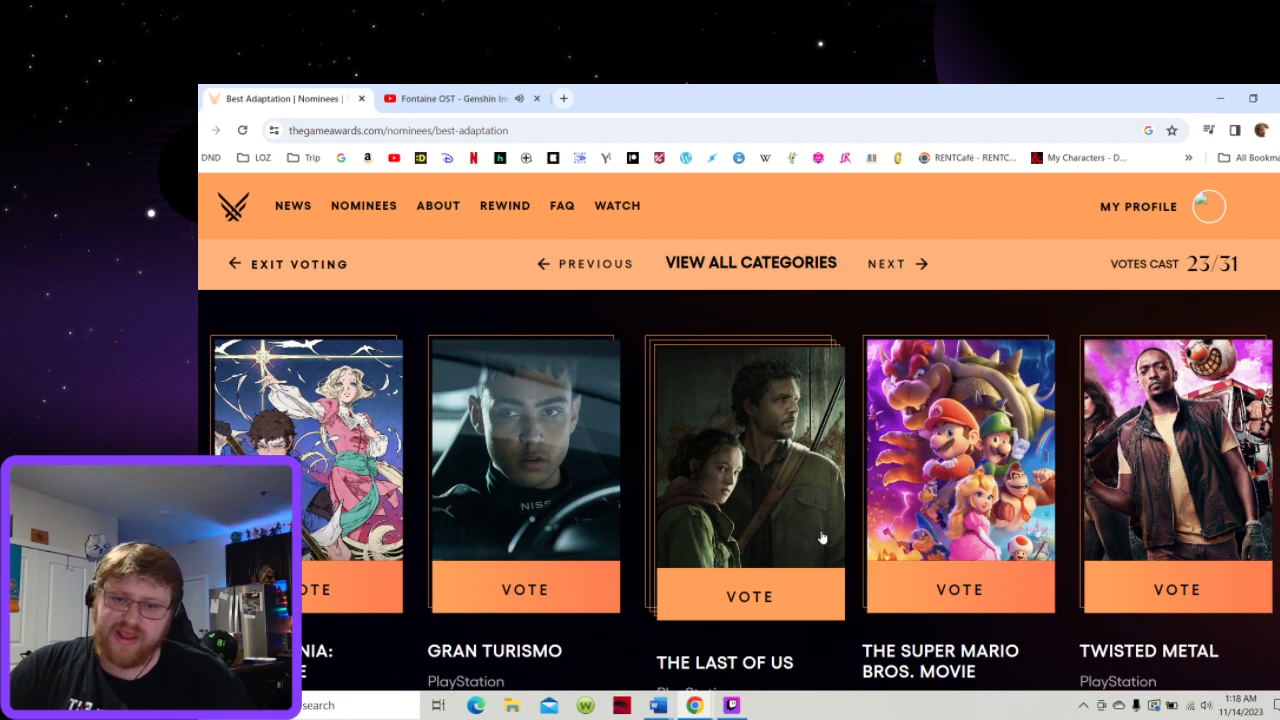 Best Adaptation | Nominees |
Fontaine OST - Genshin Im
thegameawards.com/nominees/best-adaptation
DND
LOZ
Trip
RENTCafé - RENTC...
My Characters - D...
All Bookma
NEWS
NOMINEES
ABOUT
REWIND
FAQ
WATCH
MY PROFILE
EXIT VOTING
PREVIOUS
VIEW ALL CATEGORIES
NEXT
VOTES CAST 23/31
NISS
OTE
VOTE
VOTE
VOTE
VOTE
NIA:
E
GRAN TURISMO
PlayStation
THE LAST OF US
THE SUPER MARIO
BROS. MOVIE
TWISTED METAL
PlayStation
search
1:18 AM
11/14/2023